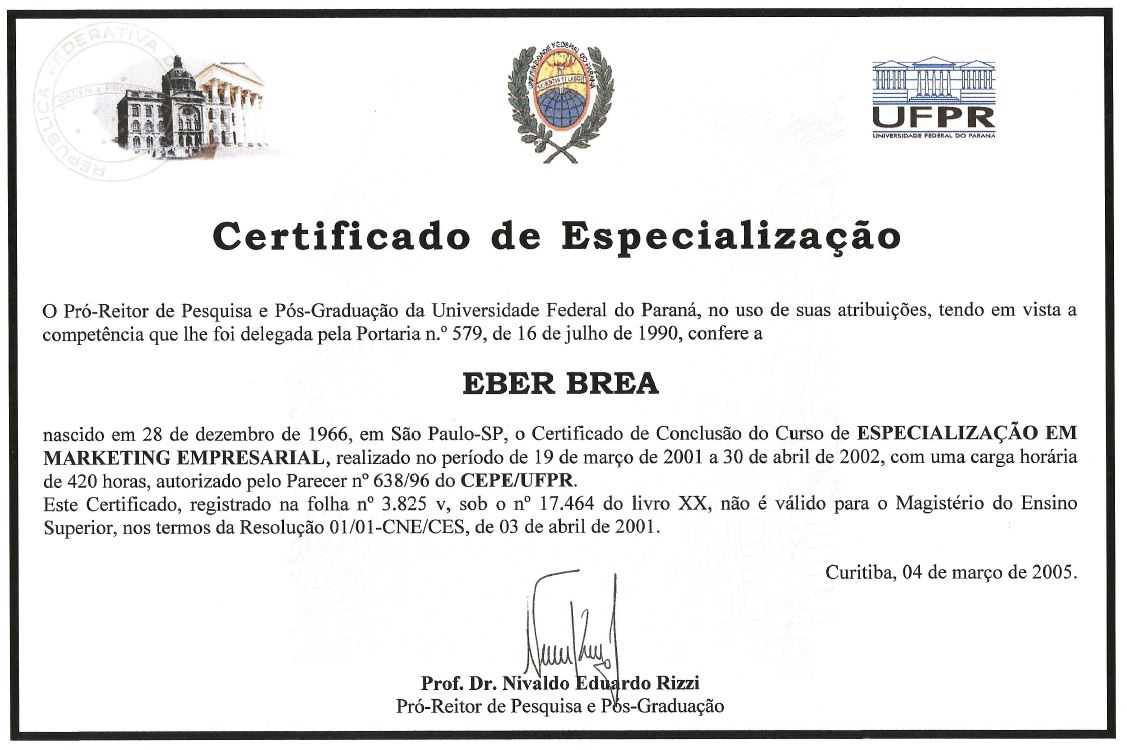 REPÚBLICA FEDERATIVA D
ORDEM E PRO
UNIVERSIDADE FEDERAL DO PARANÁ
SCIENTIA ET LABOR
UFPR
UNIVERSIDADE FEDERAL DO PARANÁ
Certificado de Especialização
O Pró-Reitor de Pesquisa e Pós-Graduação da Universidade Federal do Paraná, no uso de suas atribuições, tendo em vista a
competência que lhe foi delegada pela Portaria n.º 579, de 16 de julho de 1990, confere a
EBER BREA
nascido em 28 de dezembro de 1966, em São Paulo-SP, o Certificado de Conclusão do Curso de ESPECIALIZAÇÃO EM
MARKETING EMPRESARIAL, realizado no período de 19 de março de 2001 a 30 de abril de 2002, com uma carga horária
de 420 horas, autorizado pelo Parecer nº 638/96 do CEPE/UFPR.
Este Certificado, registrado na folha nº 3.825 v, sob o nº 17.464 do livro XX, não é válido para o Magistério do Ensino
Superior, nos termos da Resolução 01/01-CNE/CES, de 03 de abril de 2001.
Curitiba, 04 de março de 2005.
Prof. Dr. Nivaldo Eduardo Rizzi
Pró-Reitor de Pesquisa e Pós-Graduação